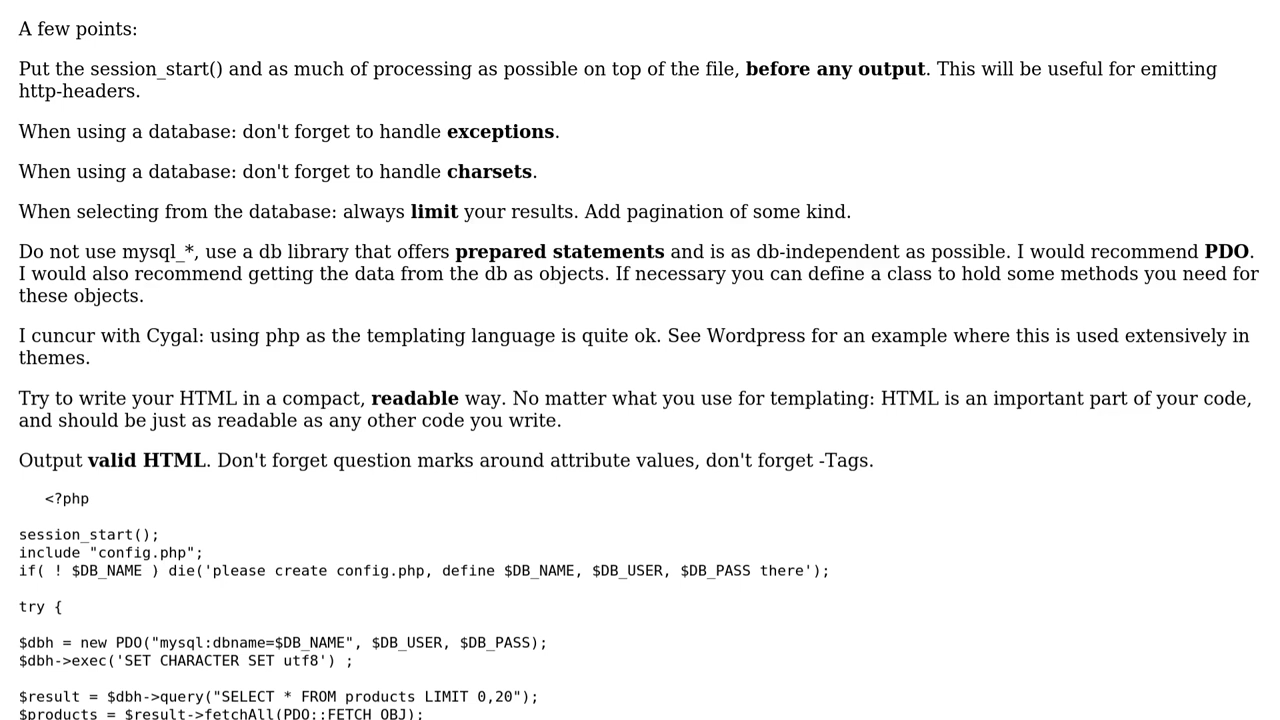 A few points:
Put the session_start() and as much of processing as possible on top of the file, before any output. This will be useful for emitting
http-headers.
When using a database: don't forget to handle exceptions.
When using a database: don't forget to handle charsets.
When selecting from the database: always limit your results. Add pagination of some kind.
Do not use mysql_*, use a db library that offers prepared statements and is as db-independent as possible. I would recommend PDO.
I would also recommend getting the data from the db as objects. If necessary you can define a class to hold some methods you need for
these objects.
I cuncur with Cygal: using php as the templating language is quite ok. See Wordpress for an example where this is used extensively in
themes.
Try to write your HTML in a compact, readable way. No matter what you use for templating: HTML is an important part of your code,
and should be just as readable as any other code you write.
Output valid HTML. Don't forget question marks around attribute values, don't forget -Tags.
<?php
session_start();
include "config.php";
if( ! $DB_NAME ) die('please create config.php, define $DB_NAME, $DB_USER, $DB_PASS there');
try {
$dbh = new PDO("mysql:dbname=$DB_NAME", $DB_USER, $DB_PASS);
$dbh->exec('SET CHARACTER SET utf8') ;
$result = $dbh->query("SELECT * FROM products LIMIT 0,20");
$products = $result->fetchAll(PDO::FETCH_OBJ);